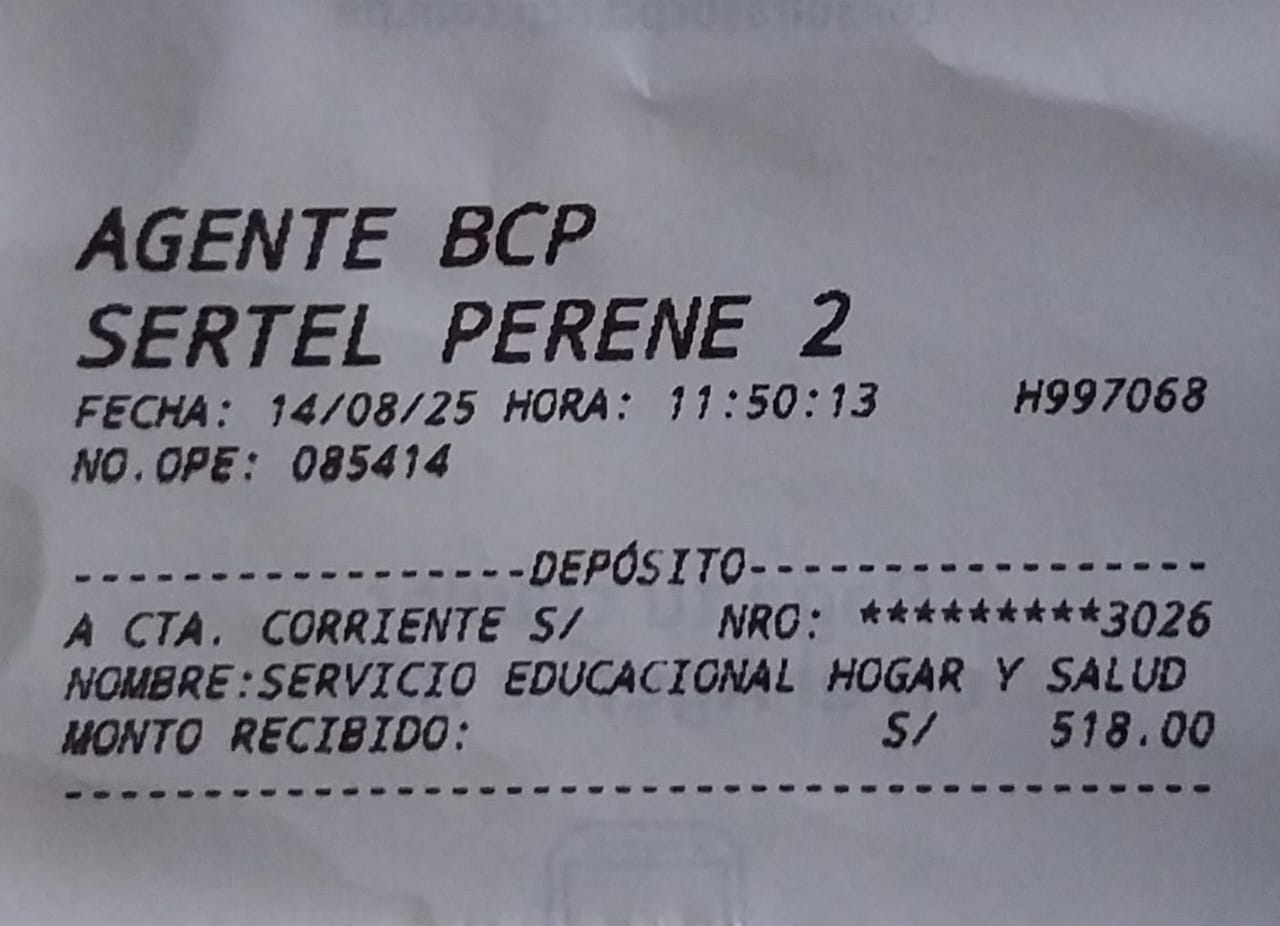 AGENTE BCP
SERTEL PERENE 2
FECHA: 14/08/25 HORA: 11:50:13 H997068
NO.OPE: 085414
-----------------DEPÓSITO-----------------
A CTA. CORRIENTE S/ NRO: *********3026
NOMBRE:SERVICIO EDUCACIONAL HOGAR Y SALUD
MONTO RECIBIDO: S/ 518.00
------------------------------------------